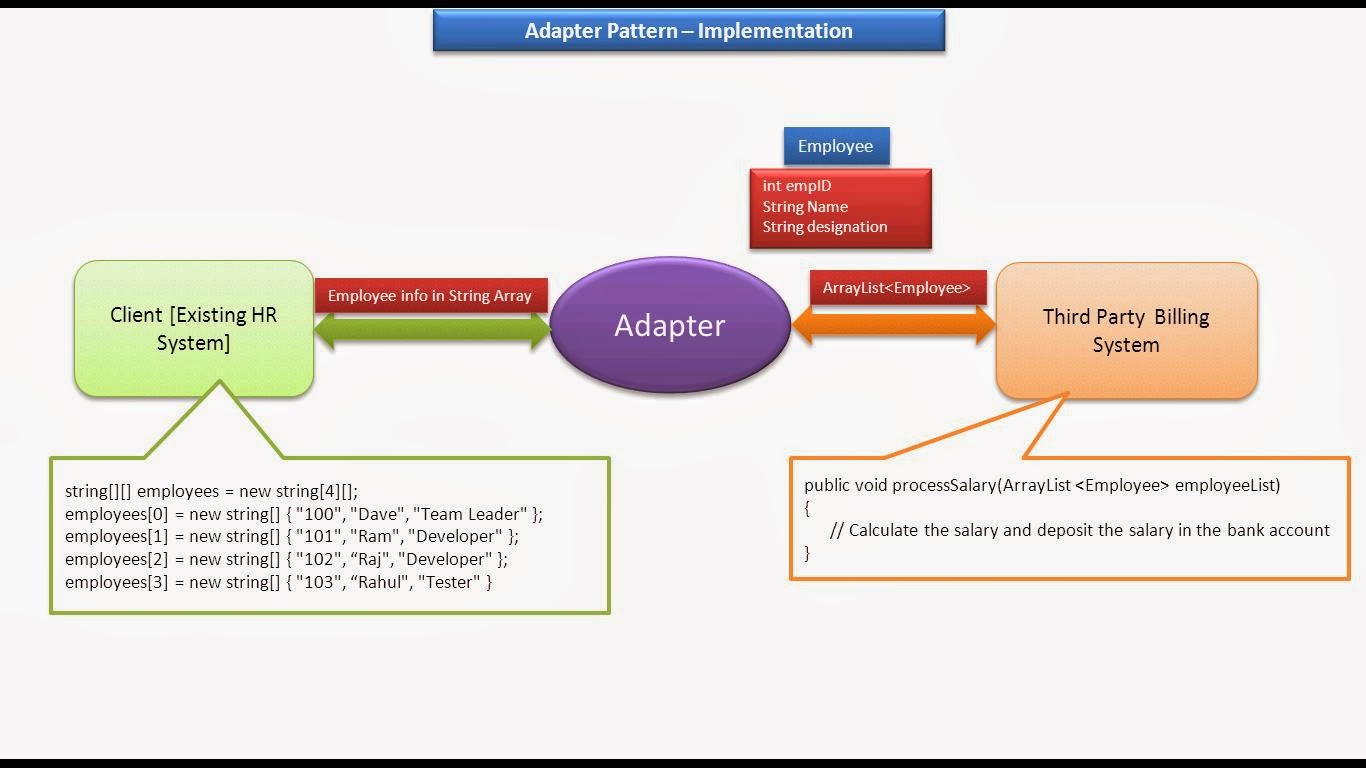 Adapter Pattern – Implementation
Employee
int empID
String Name
String designation
Client [Existing HR
System]
Employee info in String Array
Adapter
ArrayList<Employee>
Third Party Billing
System
string[][] employees = new string[4][];
employees[0] = new string[] { "100", "Dave", "Team Leader" };
employees[1] = new string[] { "101", "Ram", "Developer" };
employees[2] = new string[] { "102", “Raj", "Developer" };
employees[3] = new string[] { "103", “Rahul", "Tester" }
public void processSalary(ArrayList <Employee> employeeList)
{
// Calculate the salary and deposit the salary in the bank account
}